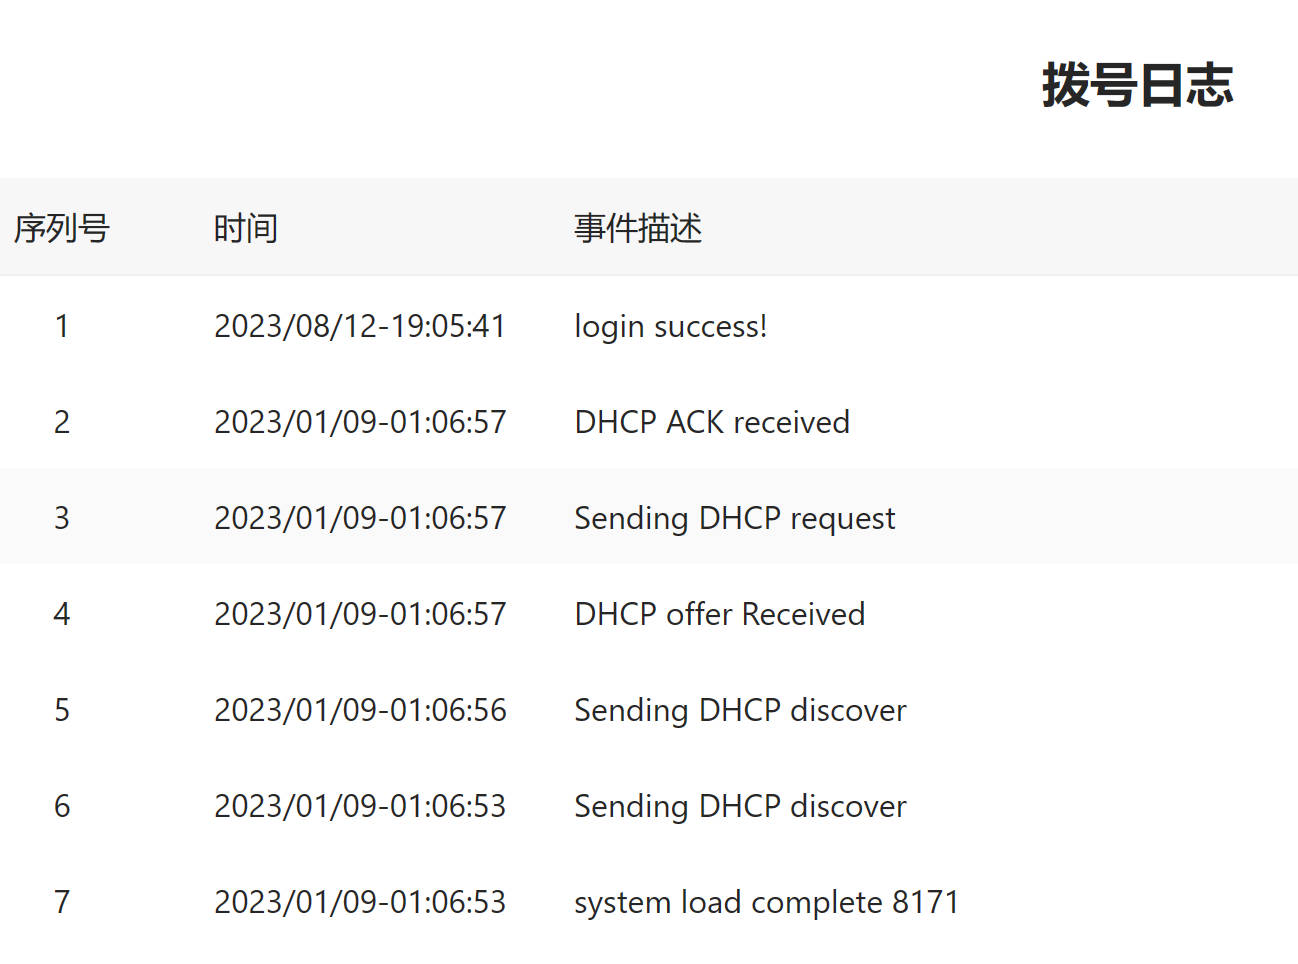 拨号日志
序列号 时间 事件描述
1 2023/08/12-19:05:41 login success!
2 2023/01/09-01:06:57 DHCP ACK received
3 2023/01/09-01:06:57 Sending DHCP request
4 2023/01/09-01:06:57 DHCP offer Received
5 2023/01/09-01:06:56 Sending DHCP discover
6 2023/01/09-01:06:53 Sending DHCP discover
7 2023/01/09-01:06:53 system load complete 8171